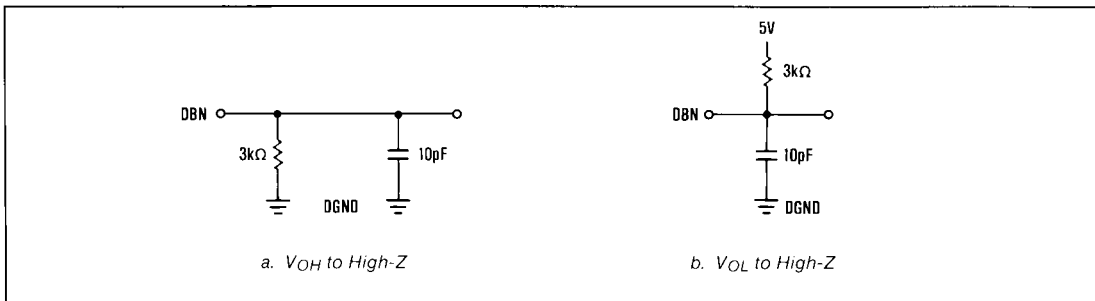 DBN
3kΩ
10pF
DGND
a. VOH to High-Z
5V
3kΩ
DBN
10pF
DGND
b. VOL to High-Z